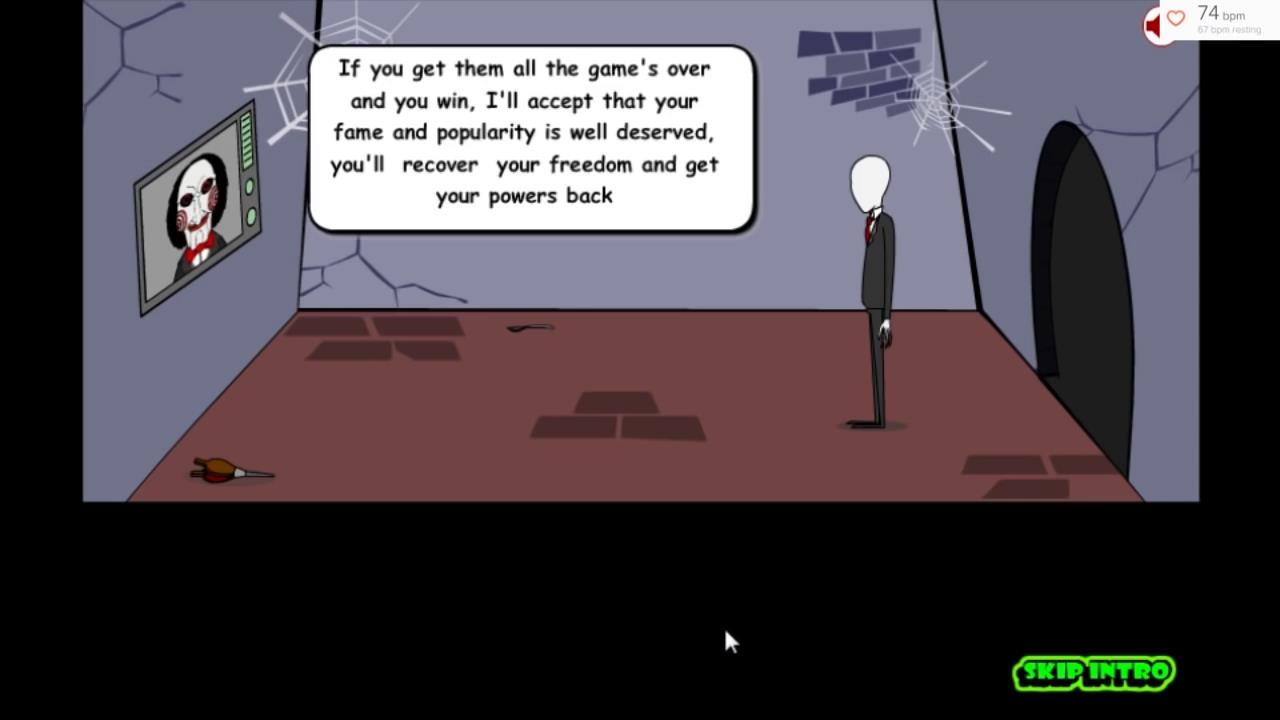 74 bpm
67 bpm resting
If you get them all the game's over
and you win, I'll accept that your
fame and popularity is well deserved,
you'll recover your freedom and get
your powers back
SKIP INTRO